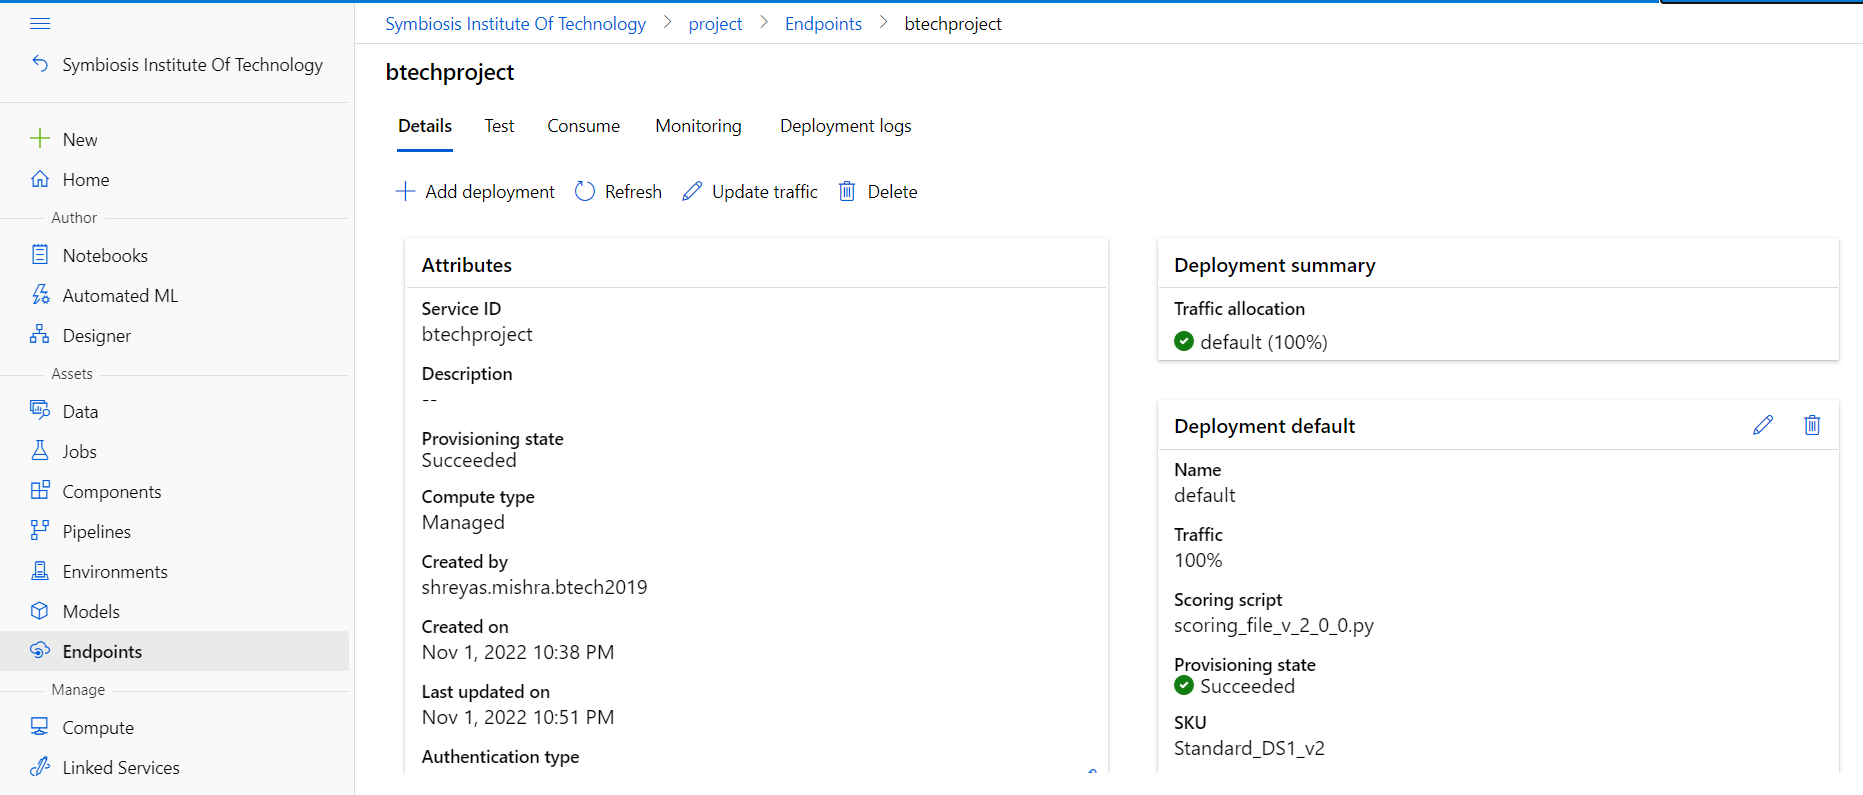 Symbiosis Institute Of Technology
New
Home
Author
Notebooks
Automated ML
Designer
Assets
Data
Jobs
Components
Pipelines
Environments
Models
Endpoints
Manage
Compute
Linked Services
Symbiosis Institute Of Technology > project > Endpoints > btechproject
btechproject
Details Test Consume Monitoring Deployment logs
Add deployment Refresh Update traffic Delete
Attributes
Service ID
btechproject
Description
--
Provisioning state
Succeeded
Compute type
Managed
Created by
shreyas.mishra.btech2019
Created on
Nov 1, 2022 10:38 PM
Last updated on
Nov 1, 2022 10:51 PM
Authentication type
Deployment summary
Traffic allocation
default (100%)
Deployment default
Name
default
Traffic
100%
Scoring script
scoring_file_v_2_0_0.py
Provisioning state
Succeeded
SKU
Standard_DS1_v2